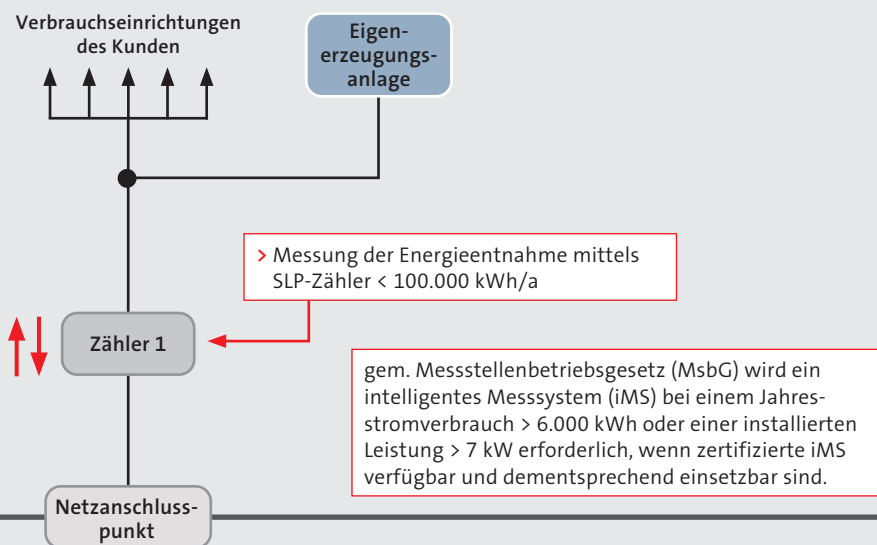 Verbrauchseinrichtungen
des Kunden
Eigen-
erzeugungs-
anlage
> Messung der Energieentnahme mittels
SLP-Zähler < 100.000 kWh/a
Zähler 1
gem. Messstellenbetriebsgesetz (MsbG) wird ein
intelligentes Messsystem (iMS) bei einem Jahres-
stromverbrauch > 6.000 kWh oder einer installierten
Leistung > 7 kW erforderlich, wenn zertifizierte iMS
verfügbar und dementsprechend einsetzbar sind.
Netzanschluss-
punkt